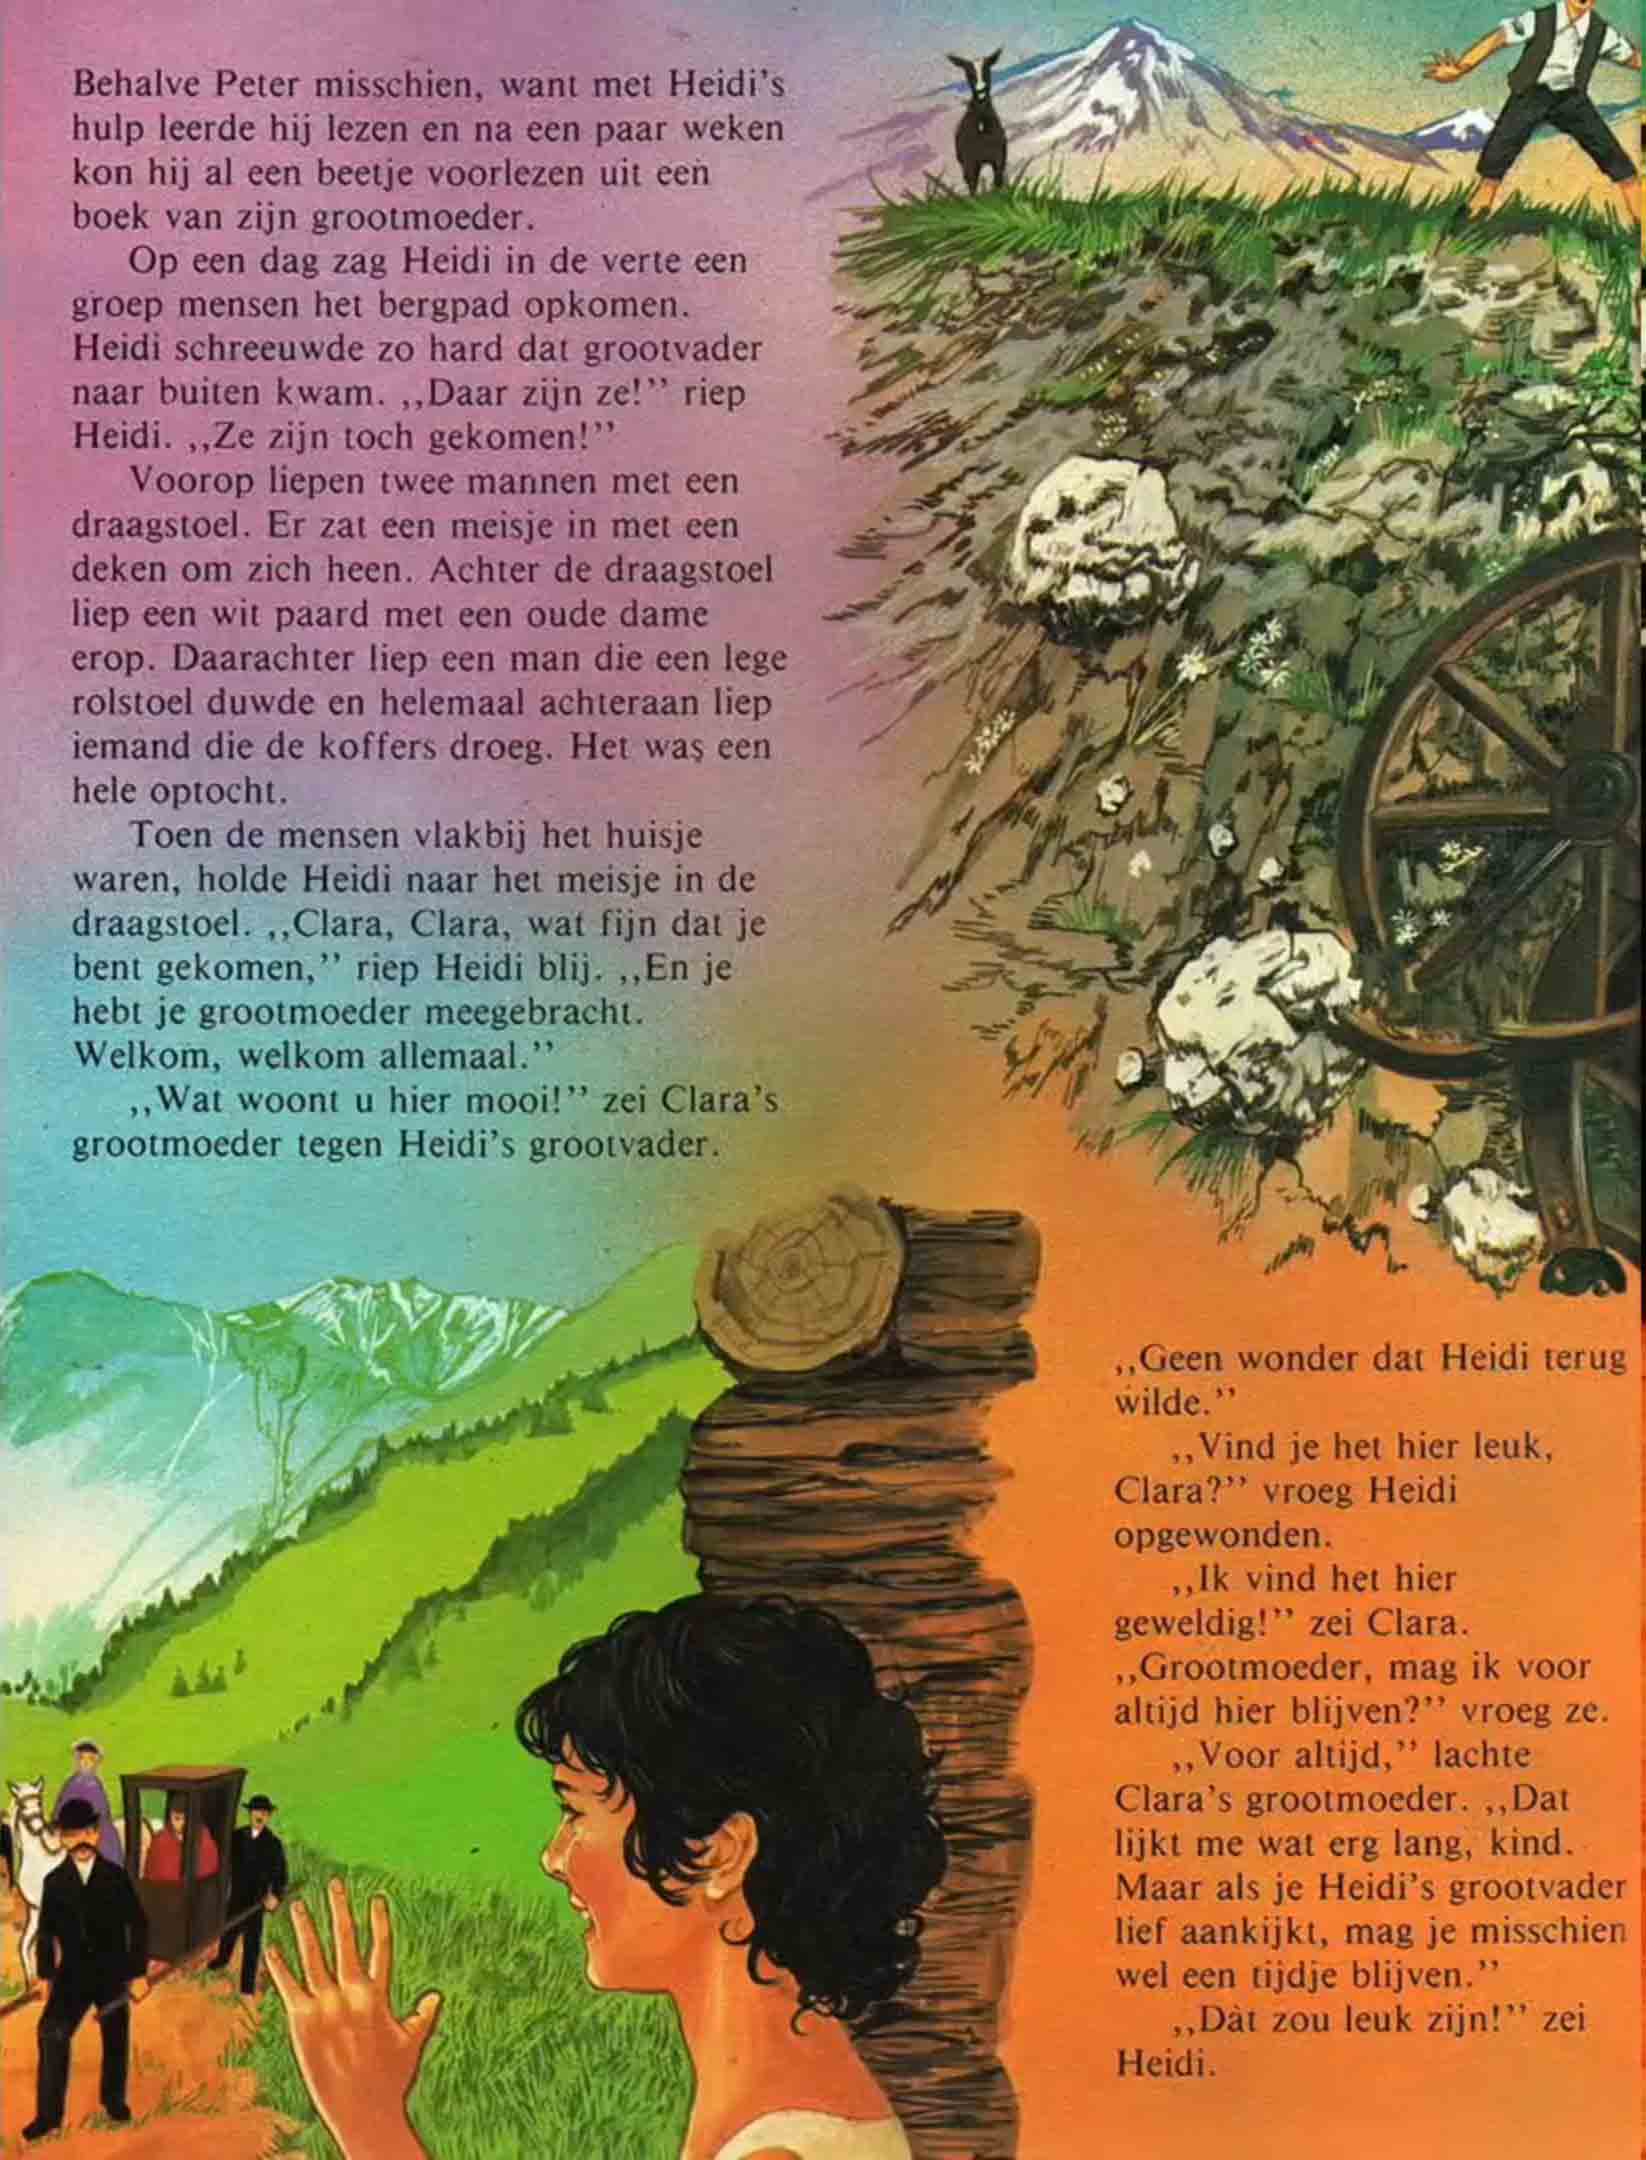 Behalve Peter misschien, want met Heidi's
hulp leerde hij lezen en na een paar weken
kon hij al een beetje voorlezen uit een
boek van zijn grootmoeder.
Op een dag zag Heidi in de verte een
groep mensen het bergpad opkomen.
Heidi schreeuwde zo hard dat grootvader
naar buiten kwam. ,,Daar zijn ze!'' riep
Heidi. ,,Ze zijn toch gekomen!''
Voorop liepen twee mannen met een
draagstoel. Er zat een meisje in met een
deken om zich heen. Achter de draagstoel
liep een wit paard met een oude dame
erop. Daarachter liep een man die een lege
rolstoel duwde en helemaal achteraan liep
iemand die de koffers droeg. Het was een
hele optocht.
Toen de mensen vlakbij het huisje
waren, holde Heidi naar het meisje in de
draagstoel. ,,Clara, Clara, wat fijn dat je
bent gekomen,'' riep Heidi blij. ,,En je
hebt je grootmoeder meegebracht.
Welkom, welkom allemaal.''
,,Wat woont u hier mooi!'' zei Clara's
grootmoeder tegen Heidi's grootvader.
,,Geen wonder dat Heidi terug
wilde.''
,,Vind je het hier leuk,
Clara?'' vroeg Heidi
opgewonden.
,,Ik vind het hier
geweldig!'' zei Clara.
,,Grootmoeder, mag ik voor
altijd hier blijven?'' vroeg ze.
,,Voor altijd,'' lachte
Clara's grootmoeder. ,,Dat
lijkt me wat erg lang, kind.
Maar als je Heidi's grootvader
lief aankijkt, mag je misschien
wel een tijdje blijven.''
,,Dàt zou leuk zijn!'' zei
Heidi.